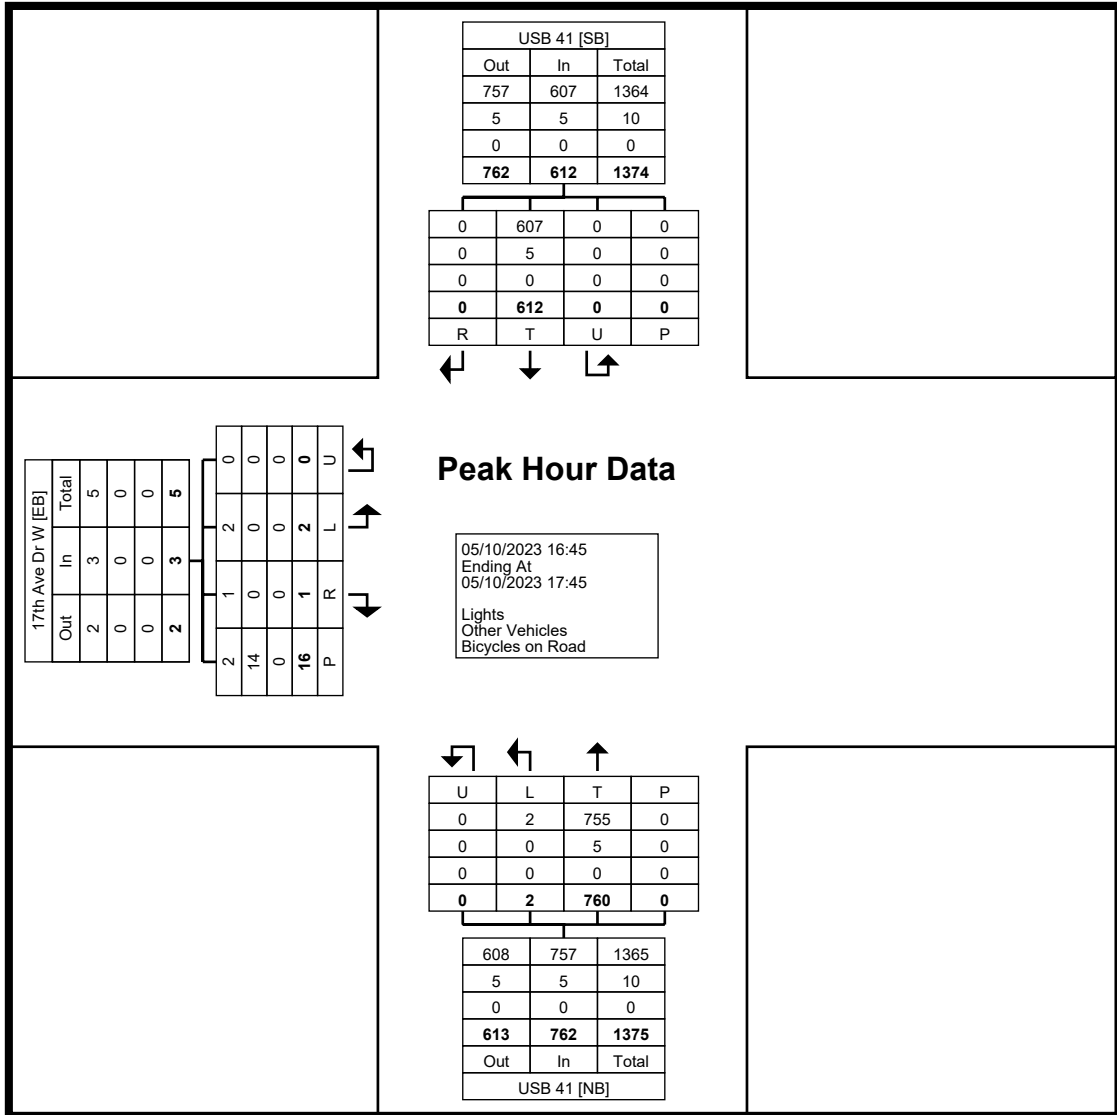 USB 41 [SB]
Out In Total
757 607 1364
5 5 10
0 0 0
762 612 1374
0 607 0 0
0 5 0 0
0 0 0 0
0 612 0 0
R T U P
17th Ave Dr W [EB]
Out In Total
2 3 5
0 0 0
0 0 0
2 3 5
2 1 2 0
14 0 0 0
0 0 0 0
16 1 2 0
P R L U
Peak Hour Data
05/10/2023 16:45
Ending At
05/10/2023 17:45
Lights
Other Vehicles
Bicycles on Road
U L T P
0 2 755 0
0 0 5 0
0 0 0 0
0 2 760 0
608 757 1365
5 5 10
0 0 0
613 762 1375
Out In Total
USB 41 [NB]